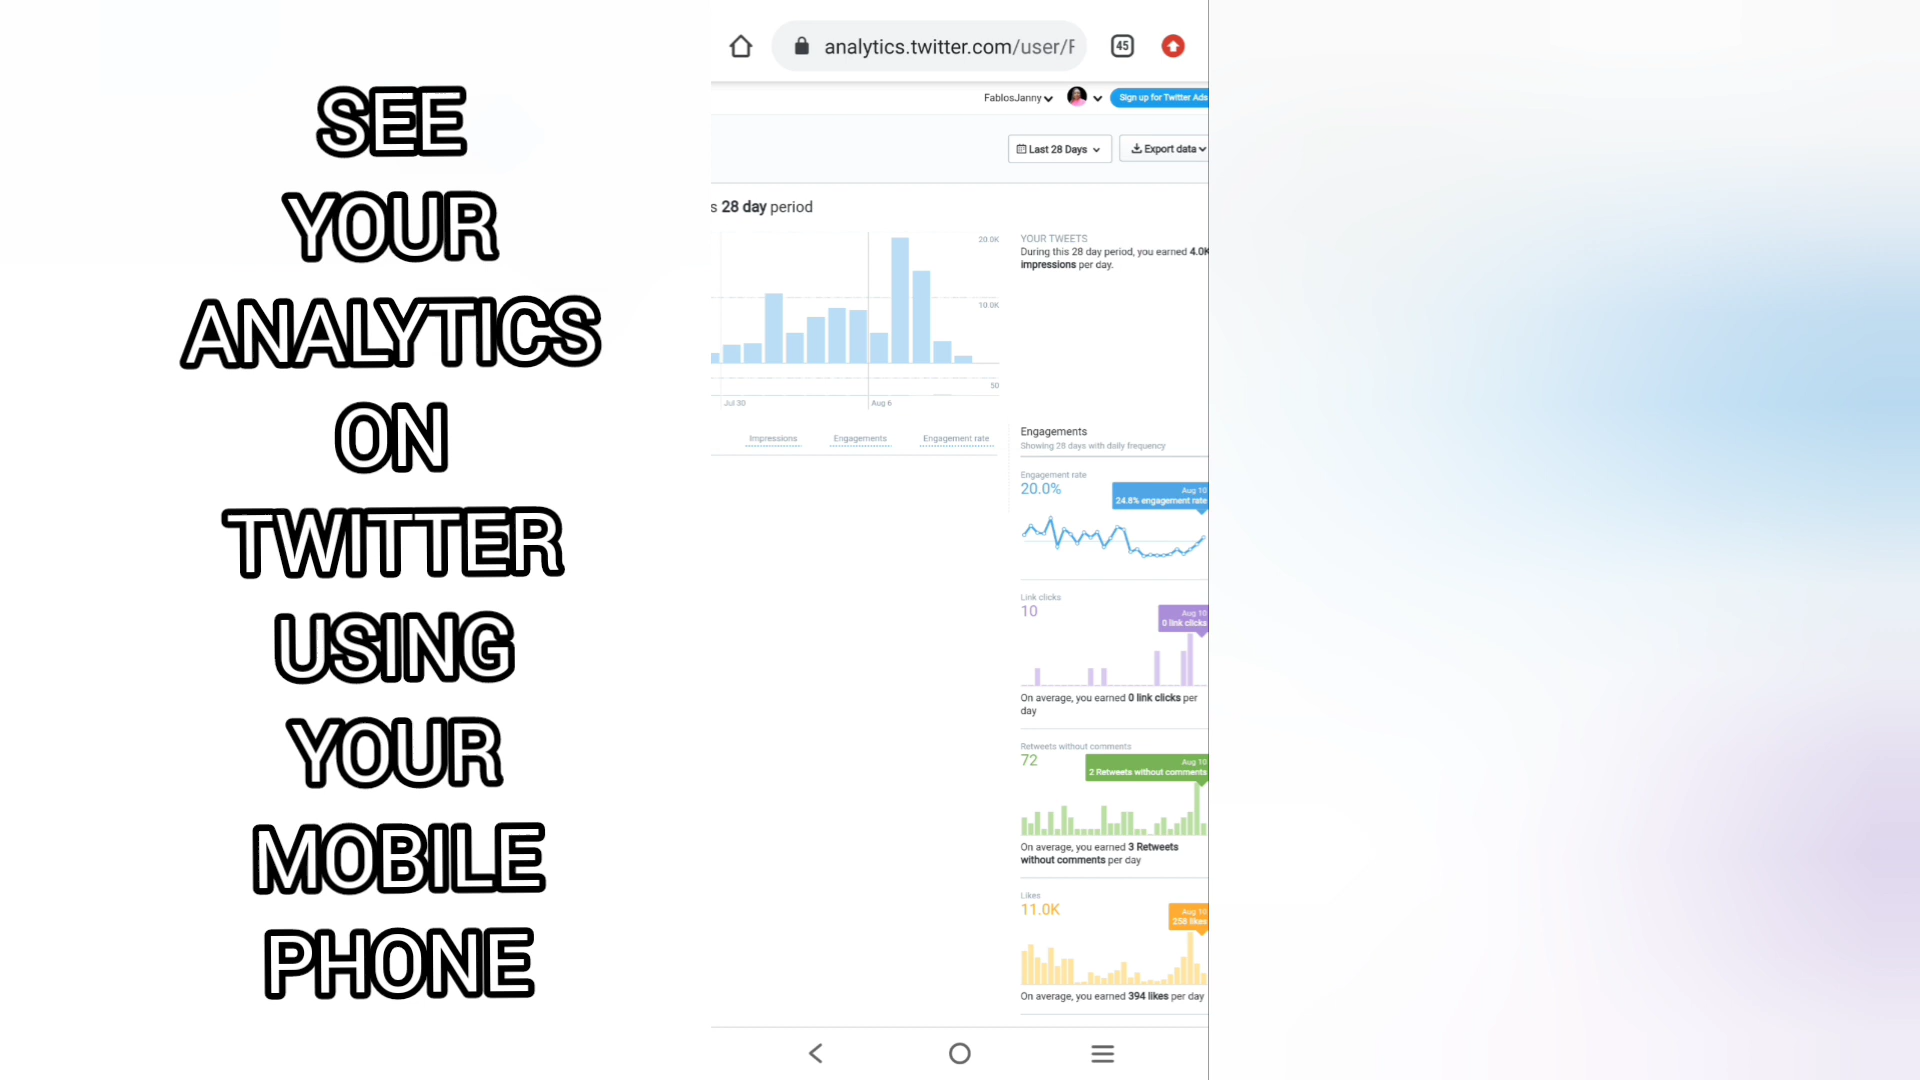 SEE
YOUR
ANALYTICS
ON
TWITTER
USING
YOUR
MOBILE
PHONE
analytics.twitter.com/user/F
45
FablosJanny
Sign up for Twitter Ads
Last 28 Days
Export data
s 28 day period
20.0K
10.0K
50
Jul 30
Aug 6
Impressions
Engagements
Engagement rate
YOUR TWEETS
During this 28 day period, you earned 4.0K
impressions per day.
Engagements
Showing 28 days with daily frequency
Engagement rate
20.0%
Aug 10
24.8% engagement rate
Link clicks
10
Aug 10
0 link clicks
On average, you earned 0 link clicks per
day
Retweets without comments
72
Aug 10
2 Retweets without comments
On average, you earned 3 Retweets
without comments per day
Likes
11.0K
Aug 10
258 likes
On average, you earned 394 likes per day